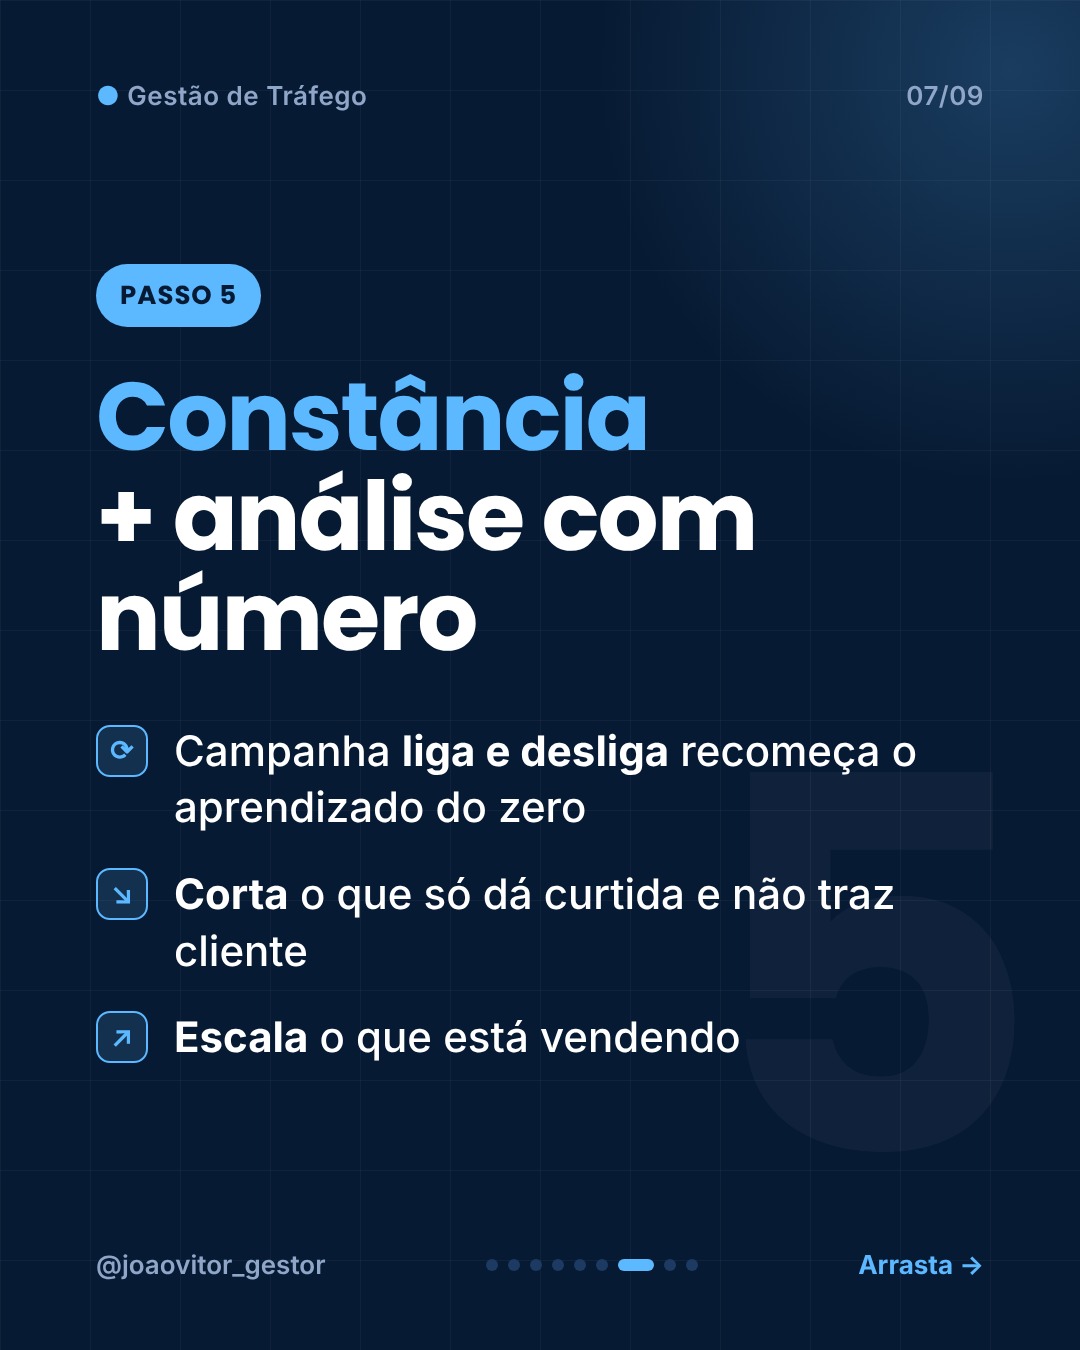 Gestão de Tráfego
07/09
PASSO 5
Constância
+ análise com
número
Campanha liga e desliga recomeça o
aprendizado do zero
Corta o que só dá curtida e não traz
cliente
Escala o que está vendendo
5
@joaovitor_gestor
Arrasta →